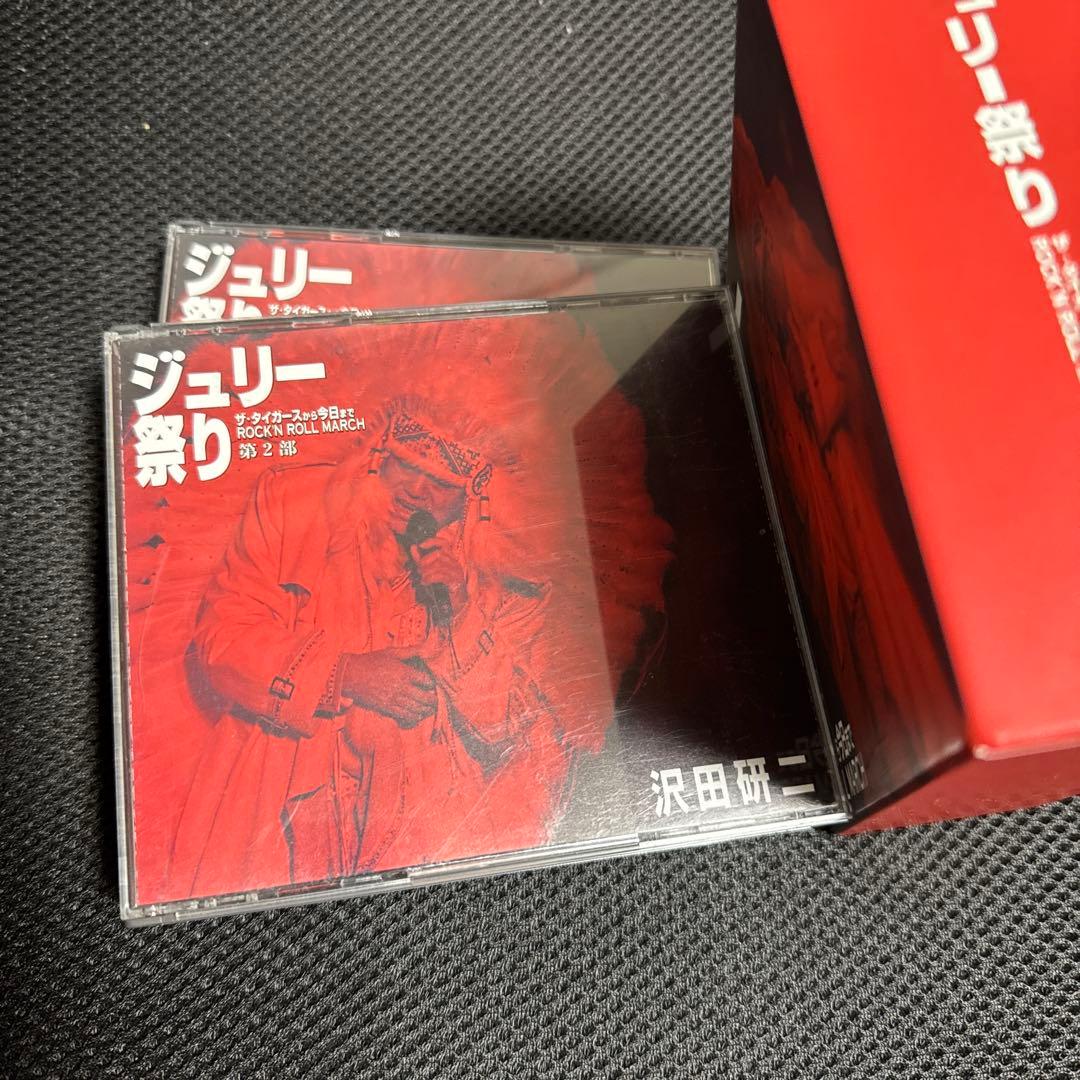 ジュリー
祭り
ジュリー
祭り
ザ・タイガースから今日まで
ROCK'N ROLL MARCH
第2部
沢田研二
リー祭り
ROCK'N ROLL